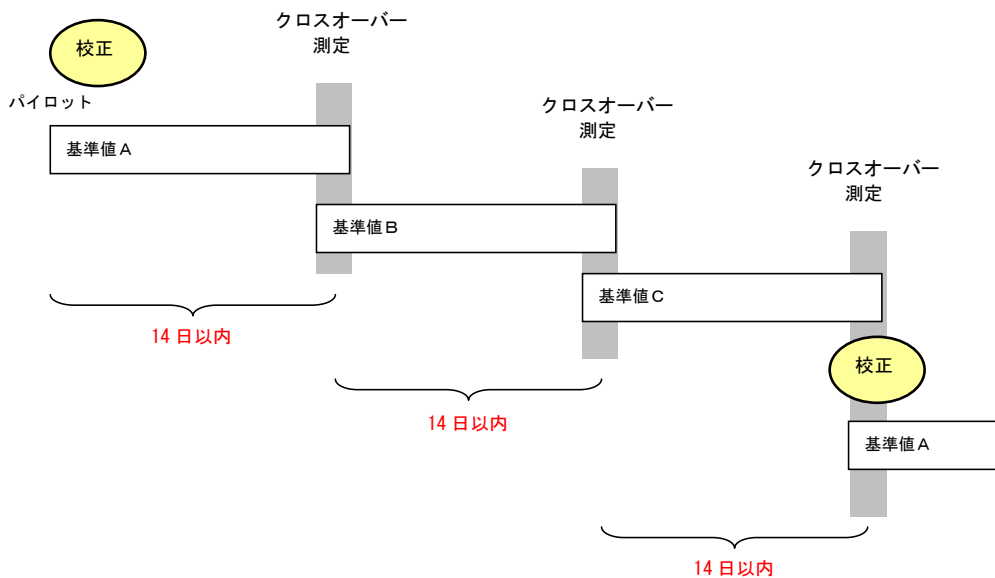 クロスオーバー
測定
校正
パイロット
基準値A
クロスオーバー
測定
基準値B
クロスオーバー
測定
基準値C
14 日以内
校正
14 日以内
基準値A
14 日以内